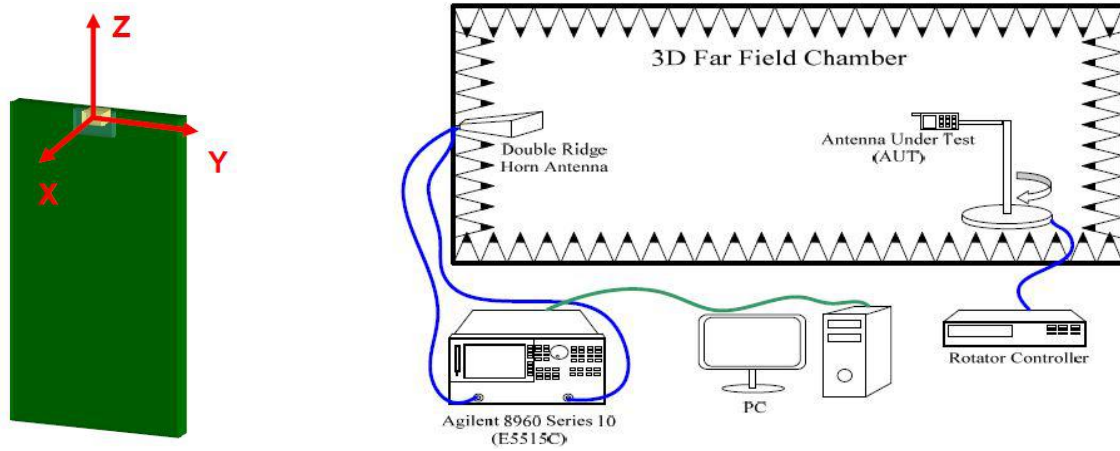 Z
Y
X
3D Far Field Chamber
Double Ridge
Horn Antenna
Antenna Under Test
(AUT)
Agilent 8960 Series 10
(E5515C)
PC
Rotator Controller